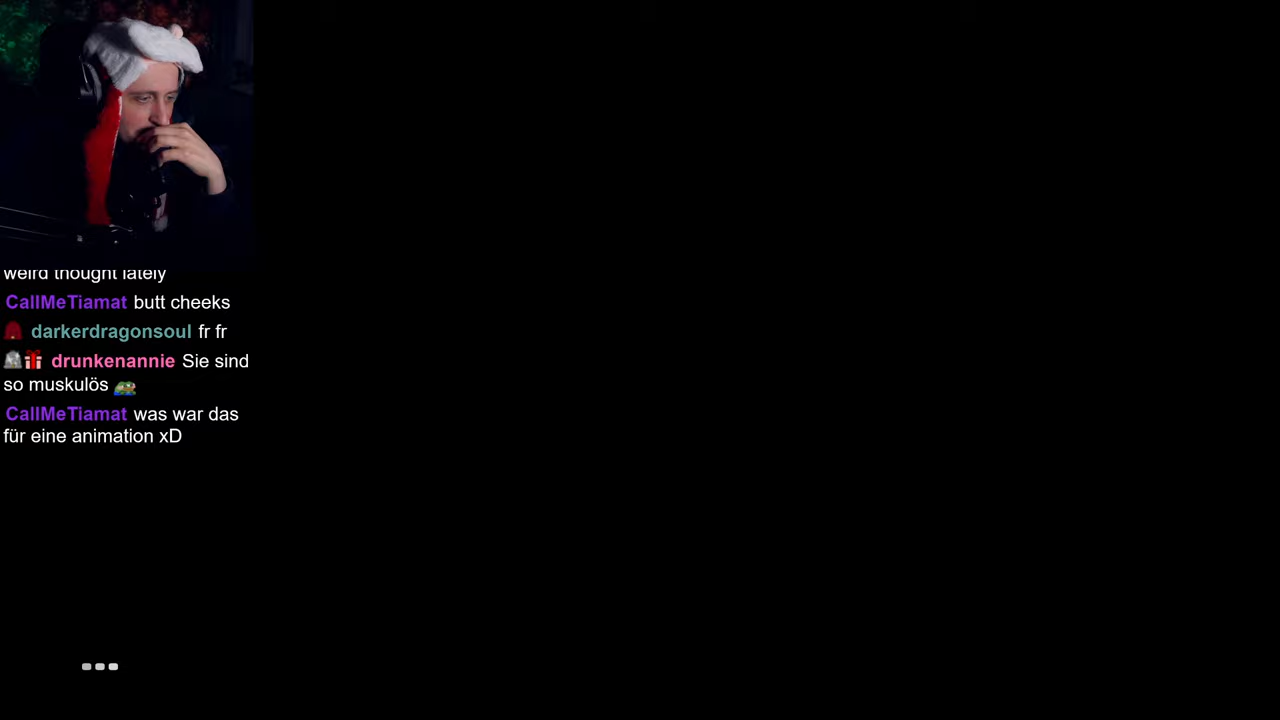 weird thought lately
CallMeTiamat butt cheeks
darkerdragonsoul fr fr
drunkenannie Sie sind
so muskulös
CallMeTiamat was war das
für eine animation xD